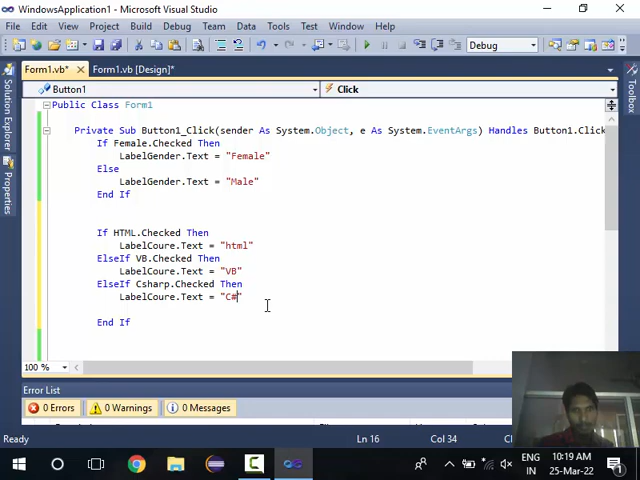 WindowsApplication1 - Microsoft Visual Studio
File Edit View Project Build Debug Team Data Tools Test Window Help
Debug
Form1.vb* Form1.vb [Design]*
Button1 Click
Public Class Form1
Private Sub Button1_Click(sender As System.Object, e As System.EventArgs) Handles Button1.Click
If Female.Checked Then
LabelGender.Text = "Female"
Else
LabelGender.Text = "Male"
End If
If HTML.Checked Then
LabelCoure.Text = "html"
ElseIf VB.Checked Then
LabelCoure.Text = "VB"
ElseIf Csharp.Checked Then
LabelCoure.Text = "C#"
End If
Solution Explorer
Properties
Toolbox
100 %
Error List
0 Errors 0 Warnings 0 Messages
Ready Ln 16 Col 34
ENG 10:19 AM
IN 25-Mar-22
1